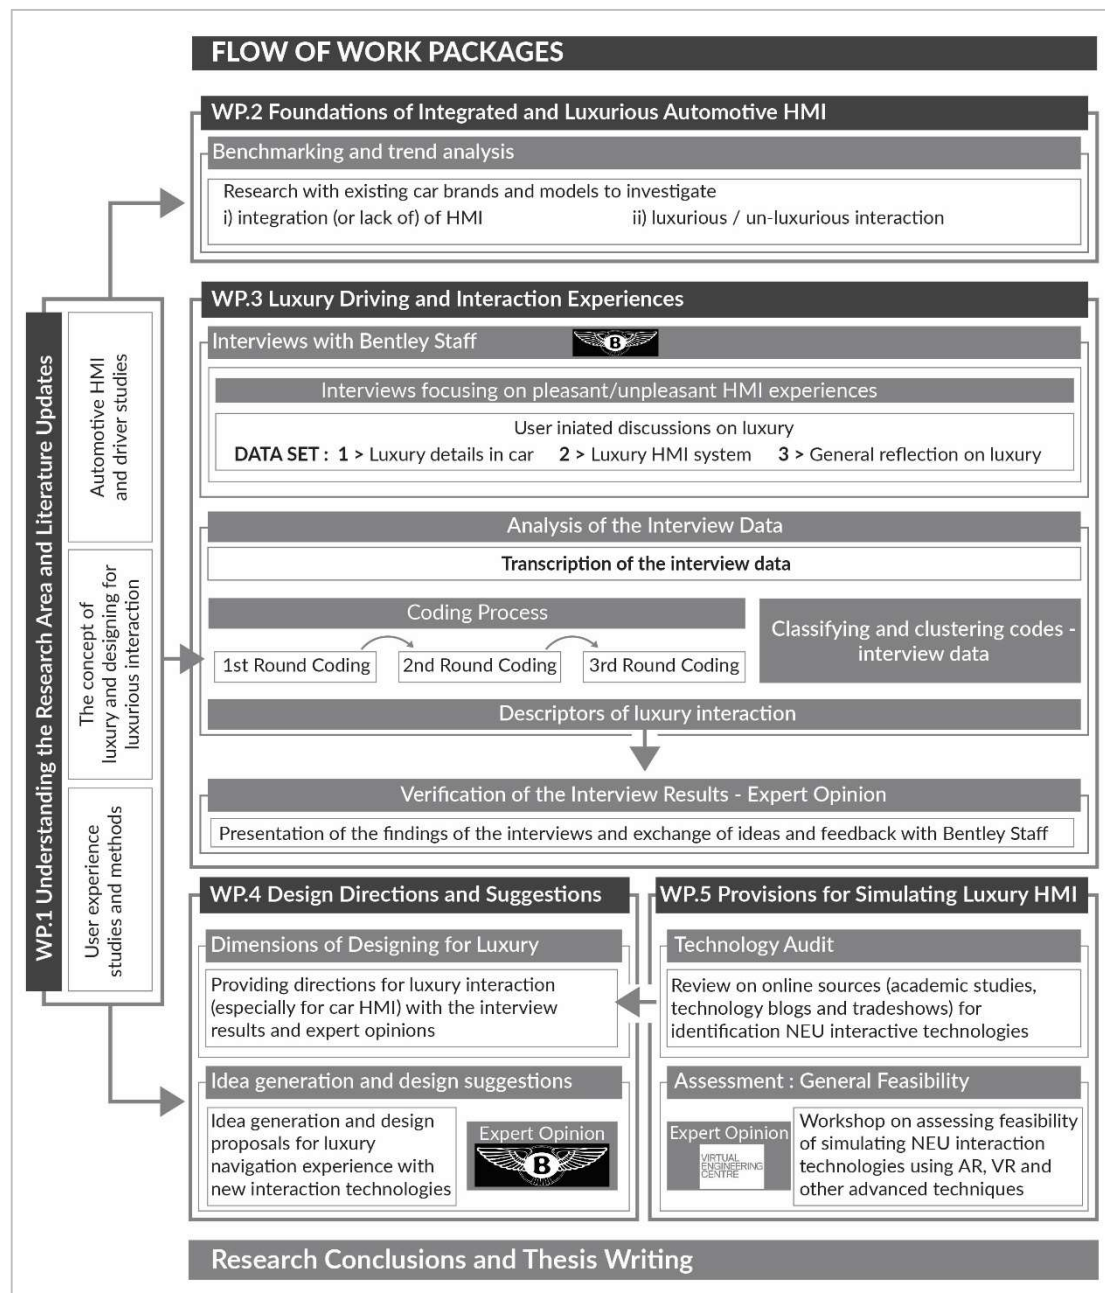 FLOW OF WORK PACKAGES
WP.1 Understanding the Research Area and Literature Updates
Automotive HMI
and driver studies
The concept of
luxury and designing for
luxurious interaction
User experience
studies and methods
WP.2 Foundations of Integrated and Luxurious Automotive HMI
Benchmarking and trend analysis
Research with existing car brands and models to investigate
i) integration (or lack of) of HMI ii) luxurious / un-luxurious interaction
WP.3 Luxury Driving and Interaction Experiences
Interviews with Bentley Staff
B
Interviews focusing on pleasant/unpleasant HMI experiences
User iniated discussions on luxury
DATA SET : 1 > Luxury details in car 2 > Luxury HMI system 3 > General reflection on luxury
Analysis of the Interview Data
Transcription of the interview data
Coding Process
1st Round Coding 2nd Round Coding 3rd Round Coding
Classifying and clustering codes -
interview data
Descriptors of luxury interaction
Verification of the Interview Results - Expert Opinion
Presentation of the findings of the interviews and exchange of ideas and feedback with Bentley Staff
WP.4 Design Directions and Suggestions
Dimensions of Designing for Luxury
Providing directions for luxury interaction
(especially for car HMI) with the interview
results and expert opinions
Idea generation and design suggestions
Idea generation and design
proposals for luxury
navigation experience with
new interaction technologies
Expert Opinion
B
WP.5 Provisions for Simulating Luxury HMI
Technology Audit
Review on online sources (academic studies,
technology blogs and tradeshows) for
identification NEU interactive technologies
Assessment : General Feasibility
Expert Opinion
VIRTUAL
ENGINEERING
CENTRE
Workshop on assessing feasibility
of simulating NEU interaction
technologies using AR, VR and
other advanced techniques
Research Conclusions and Thesis Writing